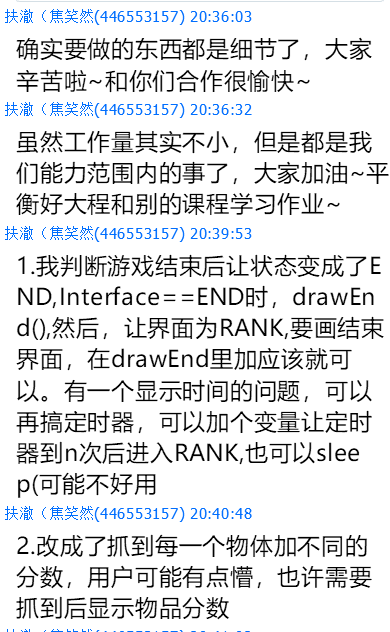 扶澈（焦笑然(446553157) 20:36:03
确实要做的东西都是细节了，大家
辛苦啦~和你们合作很愉快~
扶澈（焦笑然(446553157) 20:36:32
虽然工作量其实不小，但是都是我
们能力范围内的事了，大家加油~平
衡好大程和别的课程学习作业~
扶澈（焦笑然(446553157) 20:39:53
1.我判断游戏结束后让状态变成了E
ND,Interface==END时，drawEn
d(),然后，让界面为RANK,要画结束
界面，在drawEnd里加应该就可
以。有一个显示时间的问题，可以
再搞定时器，可以加个变量让定时
器到n次后进入RANK,也可以slee
p(可能不好用
扶澈（焦笑然(446553157) 20:40:48
2.改成了抓到每一个物体加不同的
分数，用户可能有点懵，也许需要
抓到后显示物品分数